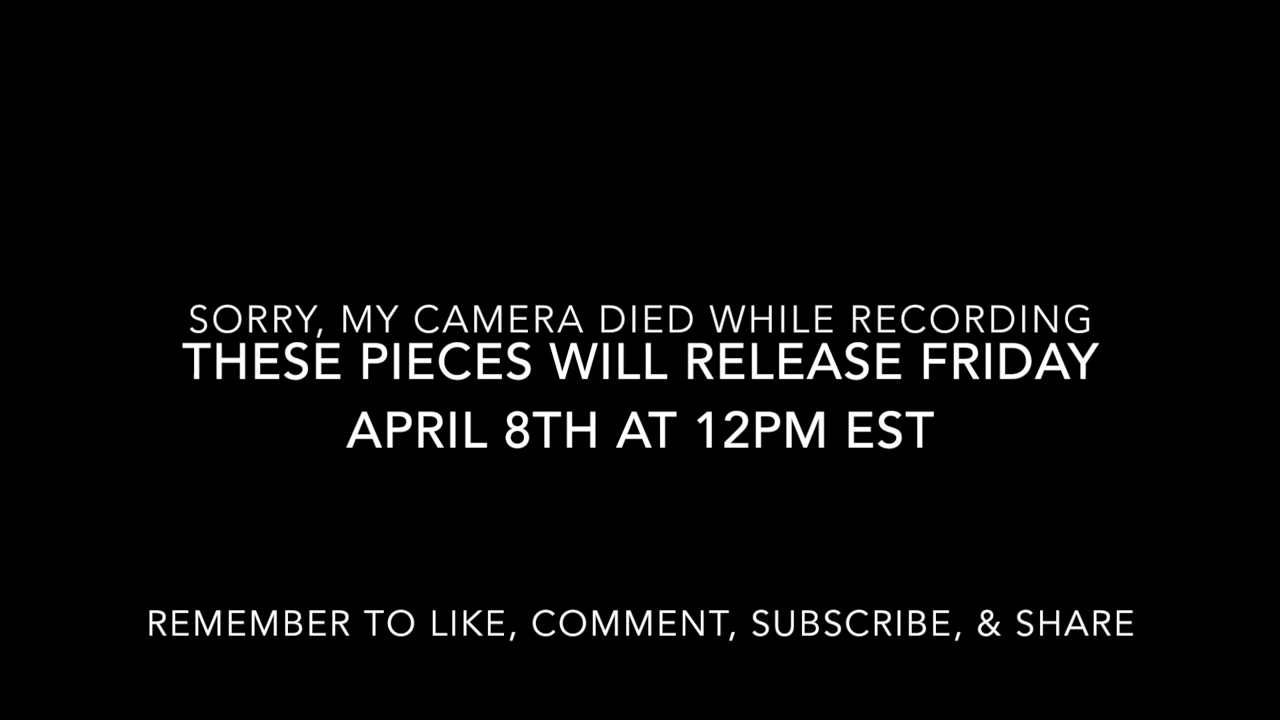 SORRY, MY CAMERA DIED WHILE RECORDING
THESE PIECES WILL RELEASE FRIDAY
APRIL 8TH AT 12PM EST
REMEMBER TO LIKE, COMMENT, SUBSCRIBE, & SHARE